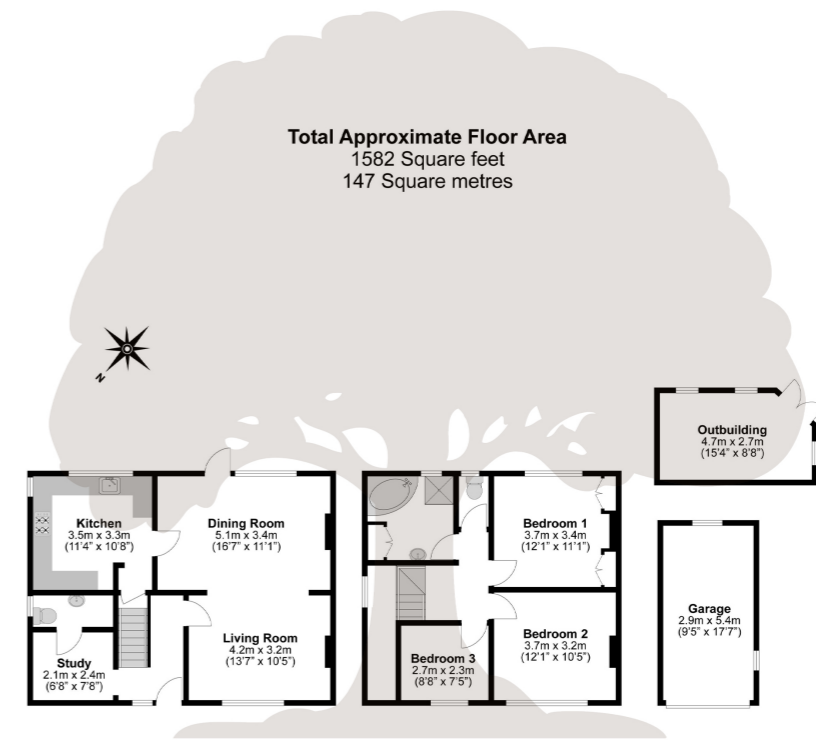 Total Approximate Floor Area
1582 Square feet
147 Square metres
N
Outbuilding
4.7m x 2.7m
(15'4" x 8'8")
Kitchen
3.5m x 3.3m
(11'4" x 10'8")
Dining Room
5.1m x 3.4m
(16'7" x 11'1")
Bedroom 1
3.7m x 3.4m
(12'1" x 11'1")
Living Room
4.2m x 3.2m
(13'7" x 10'5")
Study
2.1m x 2.4m
(6'8" x 7'8")
Bedroom 2
3.7m x 3.2m
(12'1" x 10'5")
Bedroom 3
2.7m x 2.3m
(8'8" x 7'5")
Garage
2.9m x 5.4m
(9'5" x 17'7")